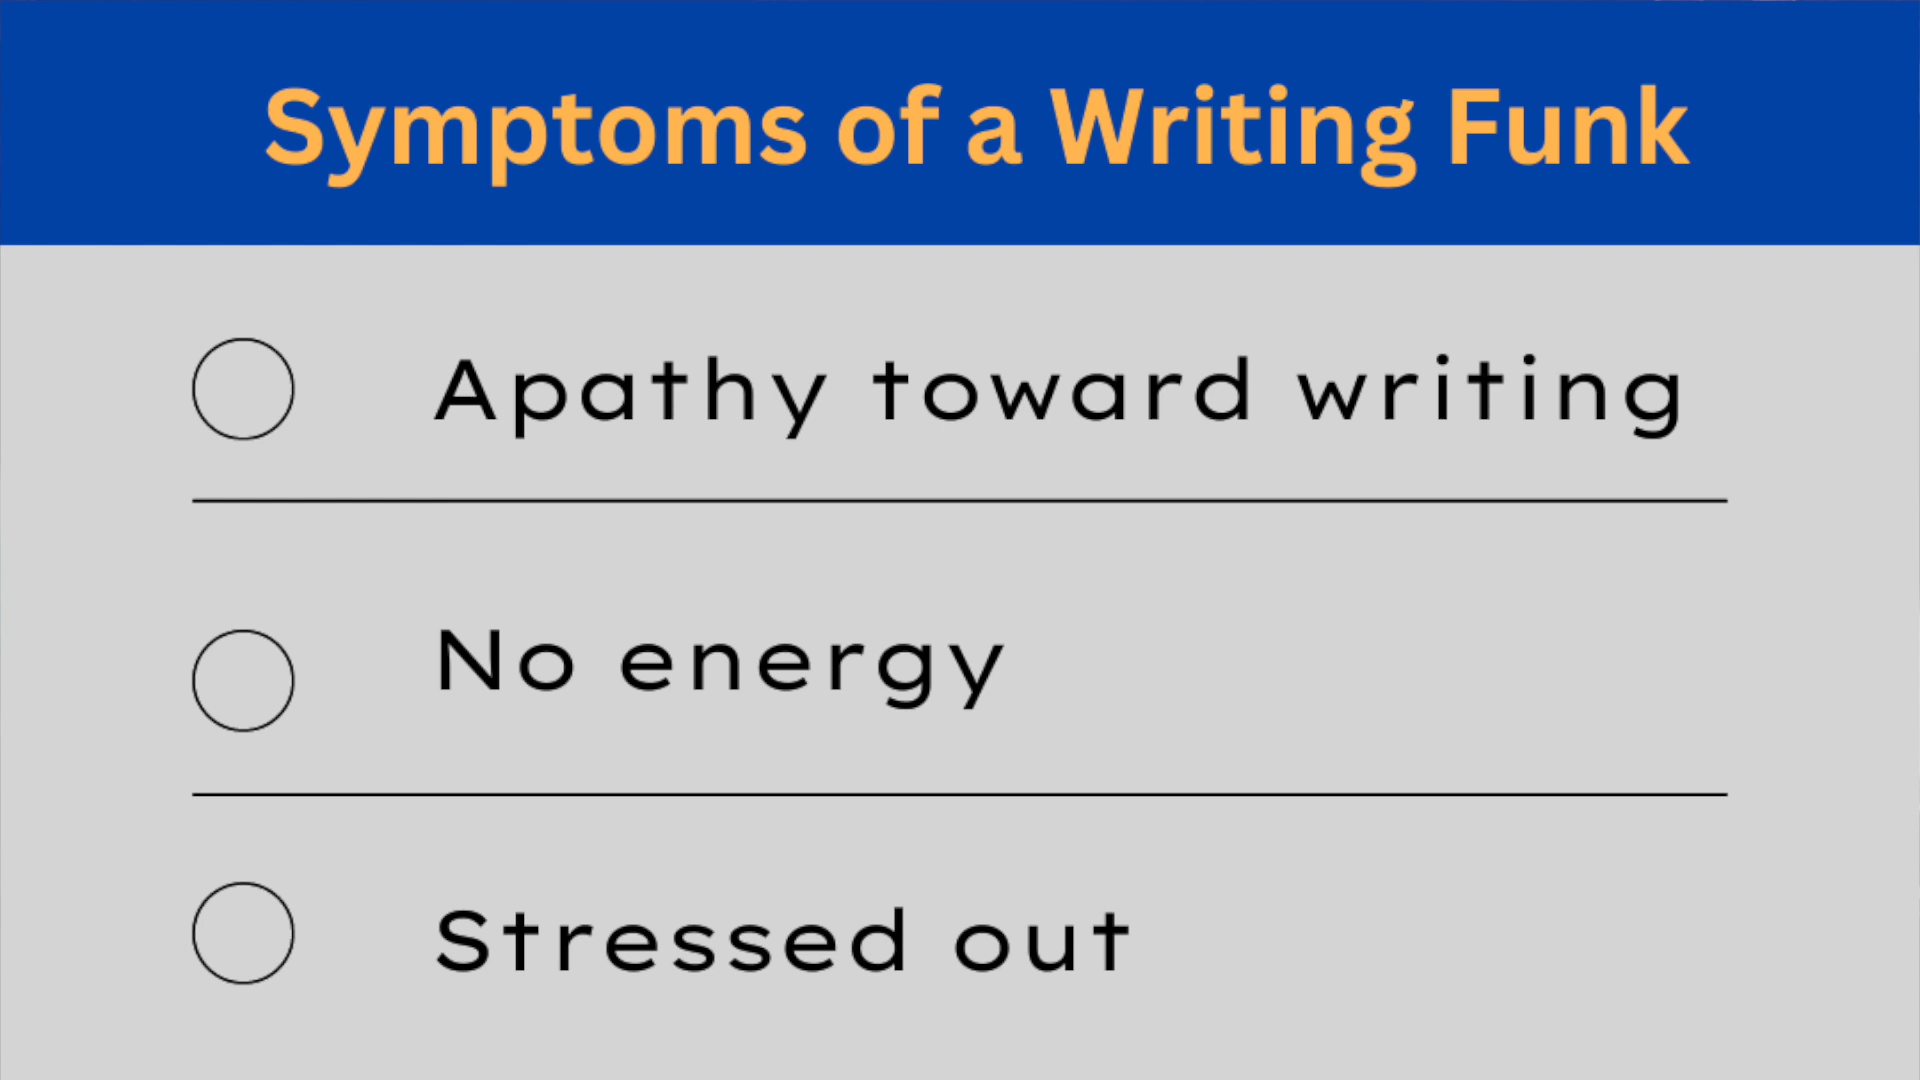 Symptoms of a Writing Funk
Apathy toward writing
No energy
Stressed out